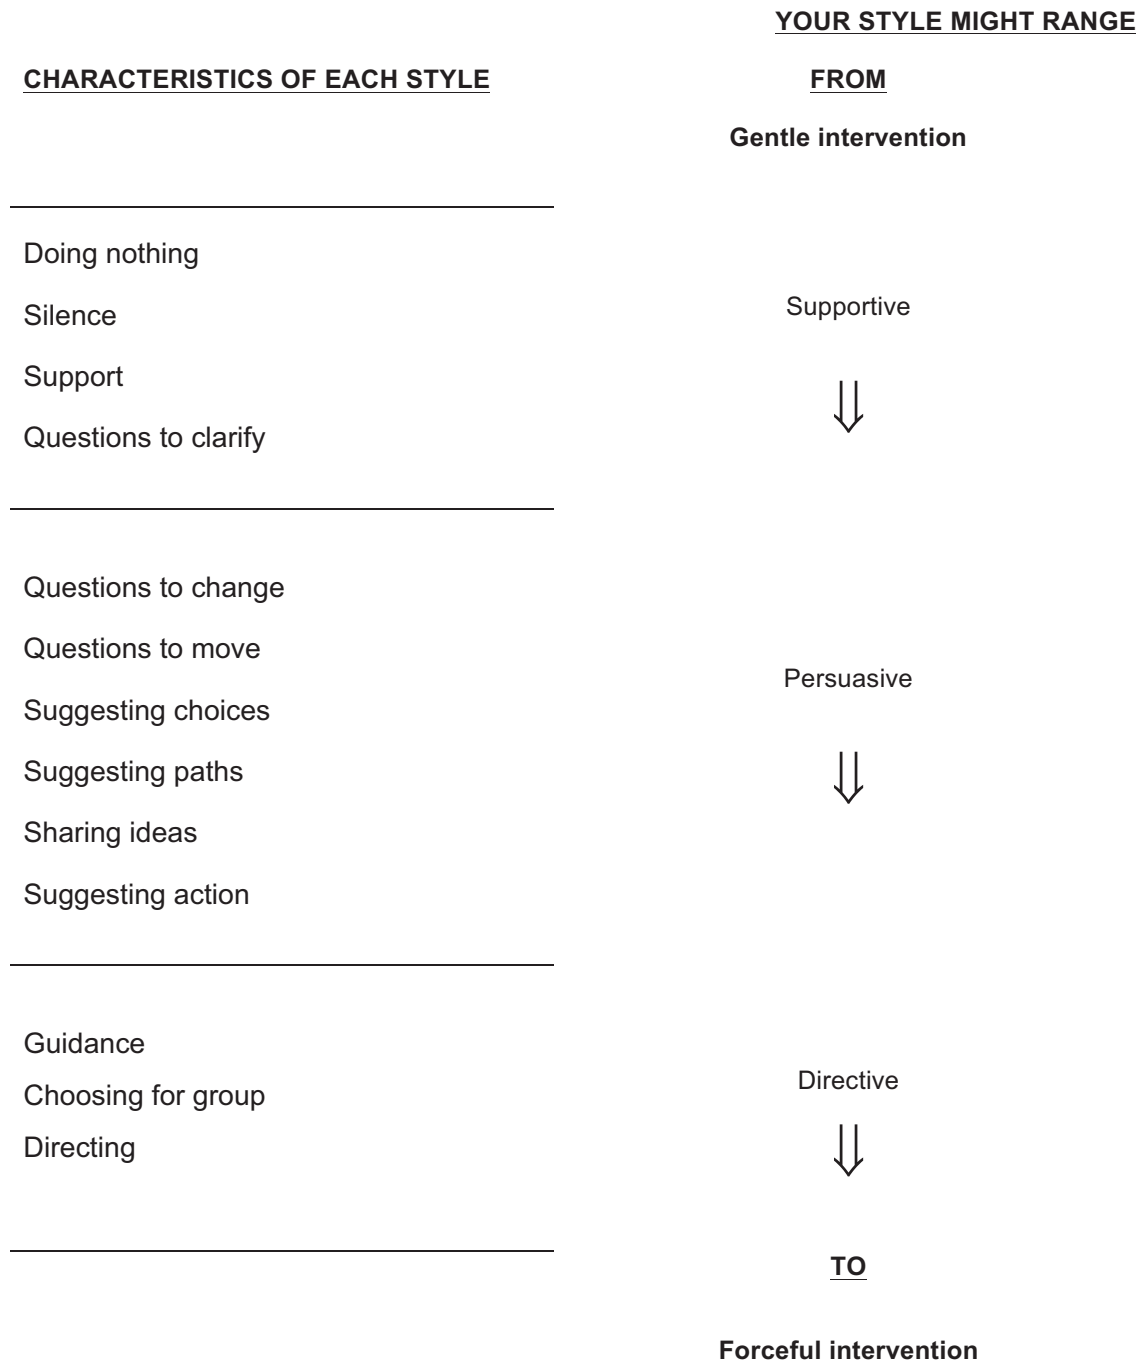 YOUR STYLE MIGHT RANGE
CHARACTERISTICS OF EACH STYLE
FROM
Gentle intervention
Doing nothing
Silence
Support
Questions to clarify
Supportive
⇓
Questions to change
Questions to move
Suggesting choices
Suggesting paths
Sharing ideas
Suggesting action
Persuasive
⇓
Guidance
Choosing for group
Directing
Directive
⇓
TO
Forceful intervention